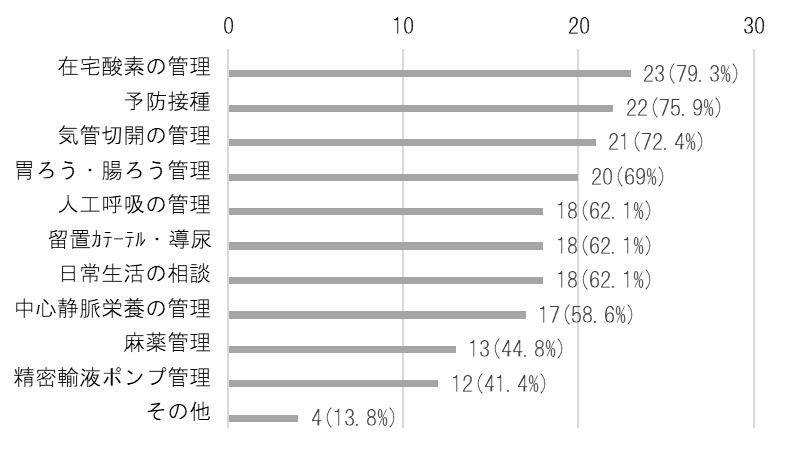 0 10 20 30
在宅酸素の管理 23(79.3%)
予防接種 22(75.9%)
気管切開の管理 21(72.4%)
胃ろう・腸ろう管理 20(69%)
人工呼吸の管理 18(62.1%)
留置ｶﾃｰﾃﾙ・導尿 18(62.1%)
日常生活の相談 18(62.1%)
中心静脈栄養の管理 17(58.6%)
麻薬管理 13(44.8%)
精密輸液ポンプ管理 12(41.4%)
その他 4(13.8%)